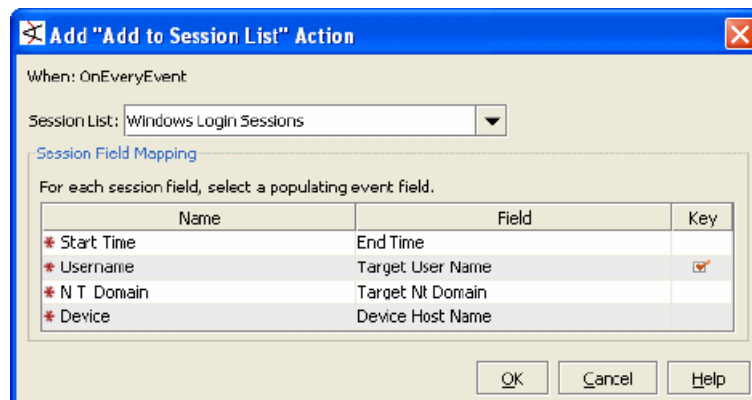 Add "Add to Session List" Action
When: OnEveryEvent
Session List: Windows Login Sessions
Session Field Mapping
For each session field, select a populating event field.
Name Field Key
* Start Time End Time
* Username Target User Name
* N T Domain Target Nt Domain
* Device Device Host Name
OK Cancel Help